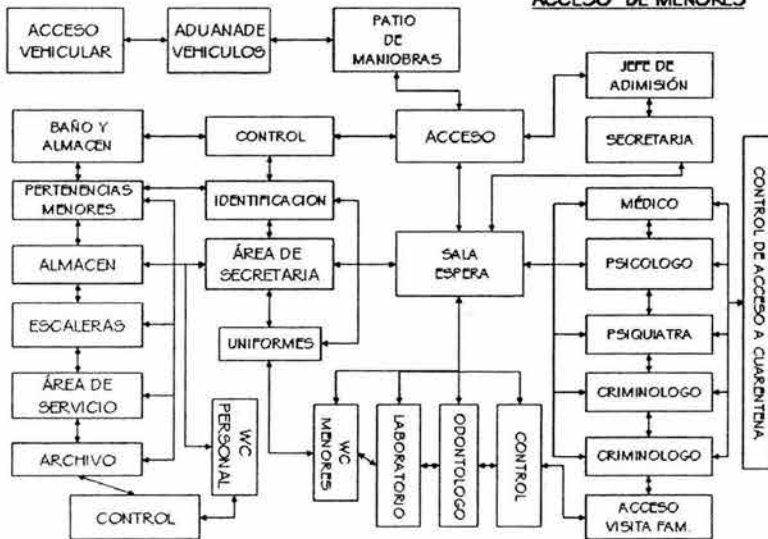 ACCESO DE MENORES
ACCESO
VEHICULAR
ADUANA DE
VEHICULOS
PATIO
DE
MANIOBRAS
JEFE DE
ADIMISIÓN
BAÑO Y
ALMACEN
CONTROL
ACCESO
SECRETARIA
PERTENENCIAS
MENORES
IDENTIFICACION
MÉDICO
ALMACEN
ÁREA DE
SECRETARIA
SALA
ESPERA
PSICOLOGO
CONTROL DE ACCESO A CUARENTENA
ESCALERAS
UNIFORMES
PSIQUIATRA
ÁREA DE
SERVICIO
CRIMINOLOGO
WC
PERSONAL
WC
MENORES
LABORATORIO
ODONTOLOGO
CONTROL
ARCHIVO
CRIMINOLOGO
CONTROL
ACCESO
VISITA FAM.